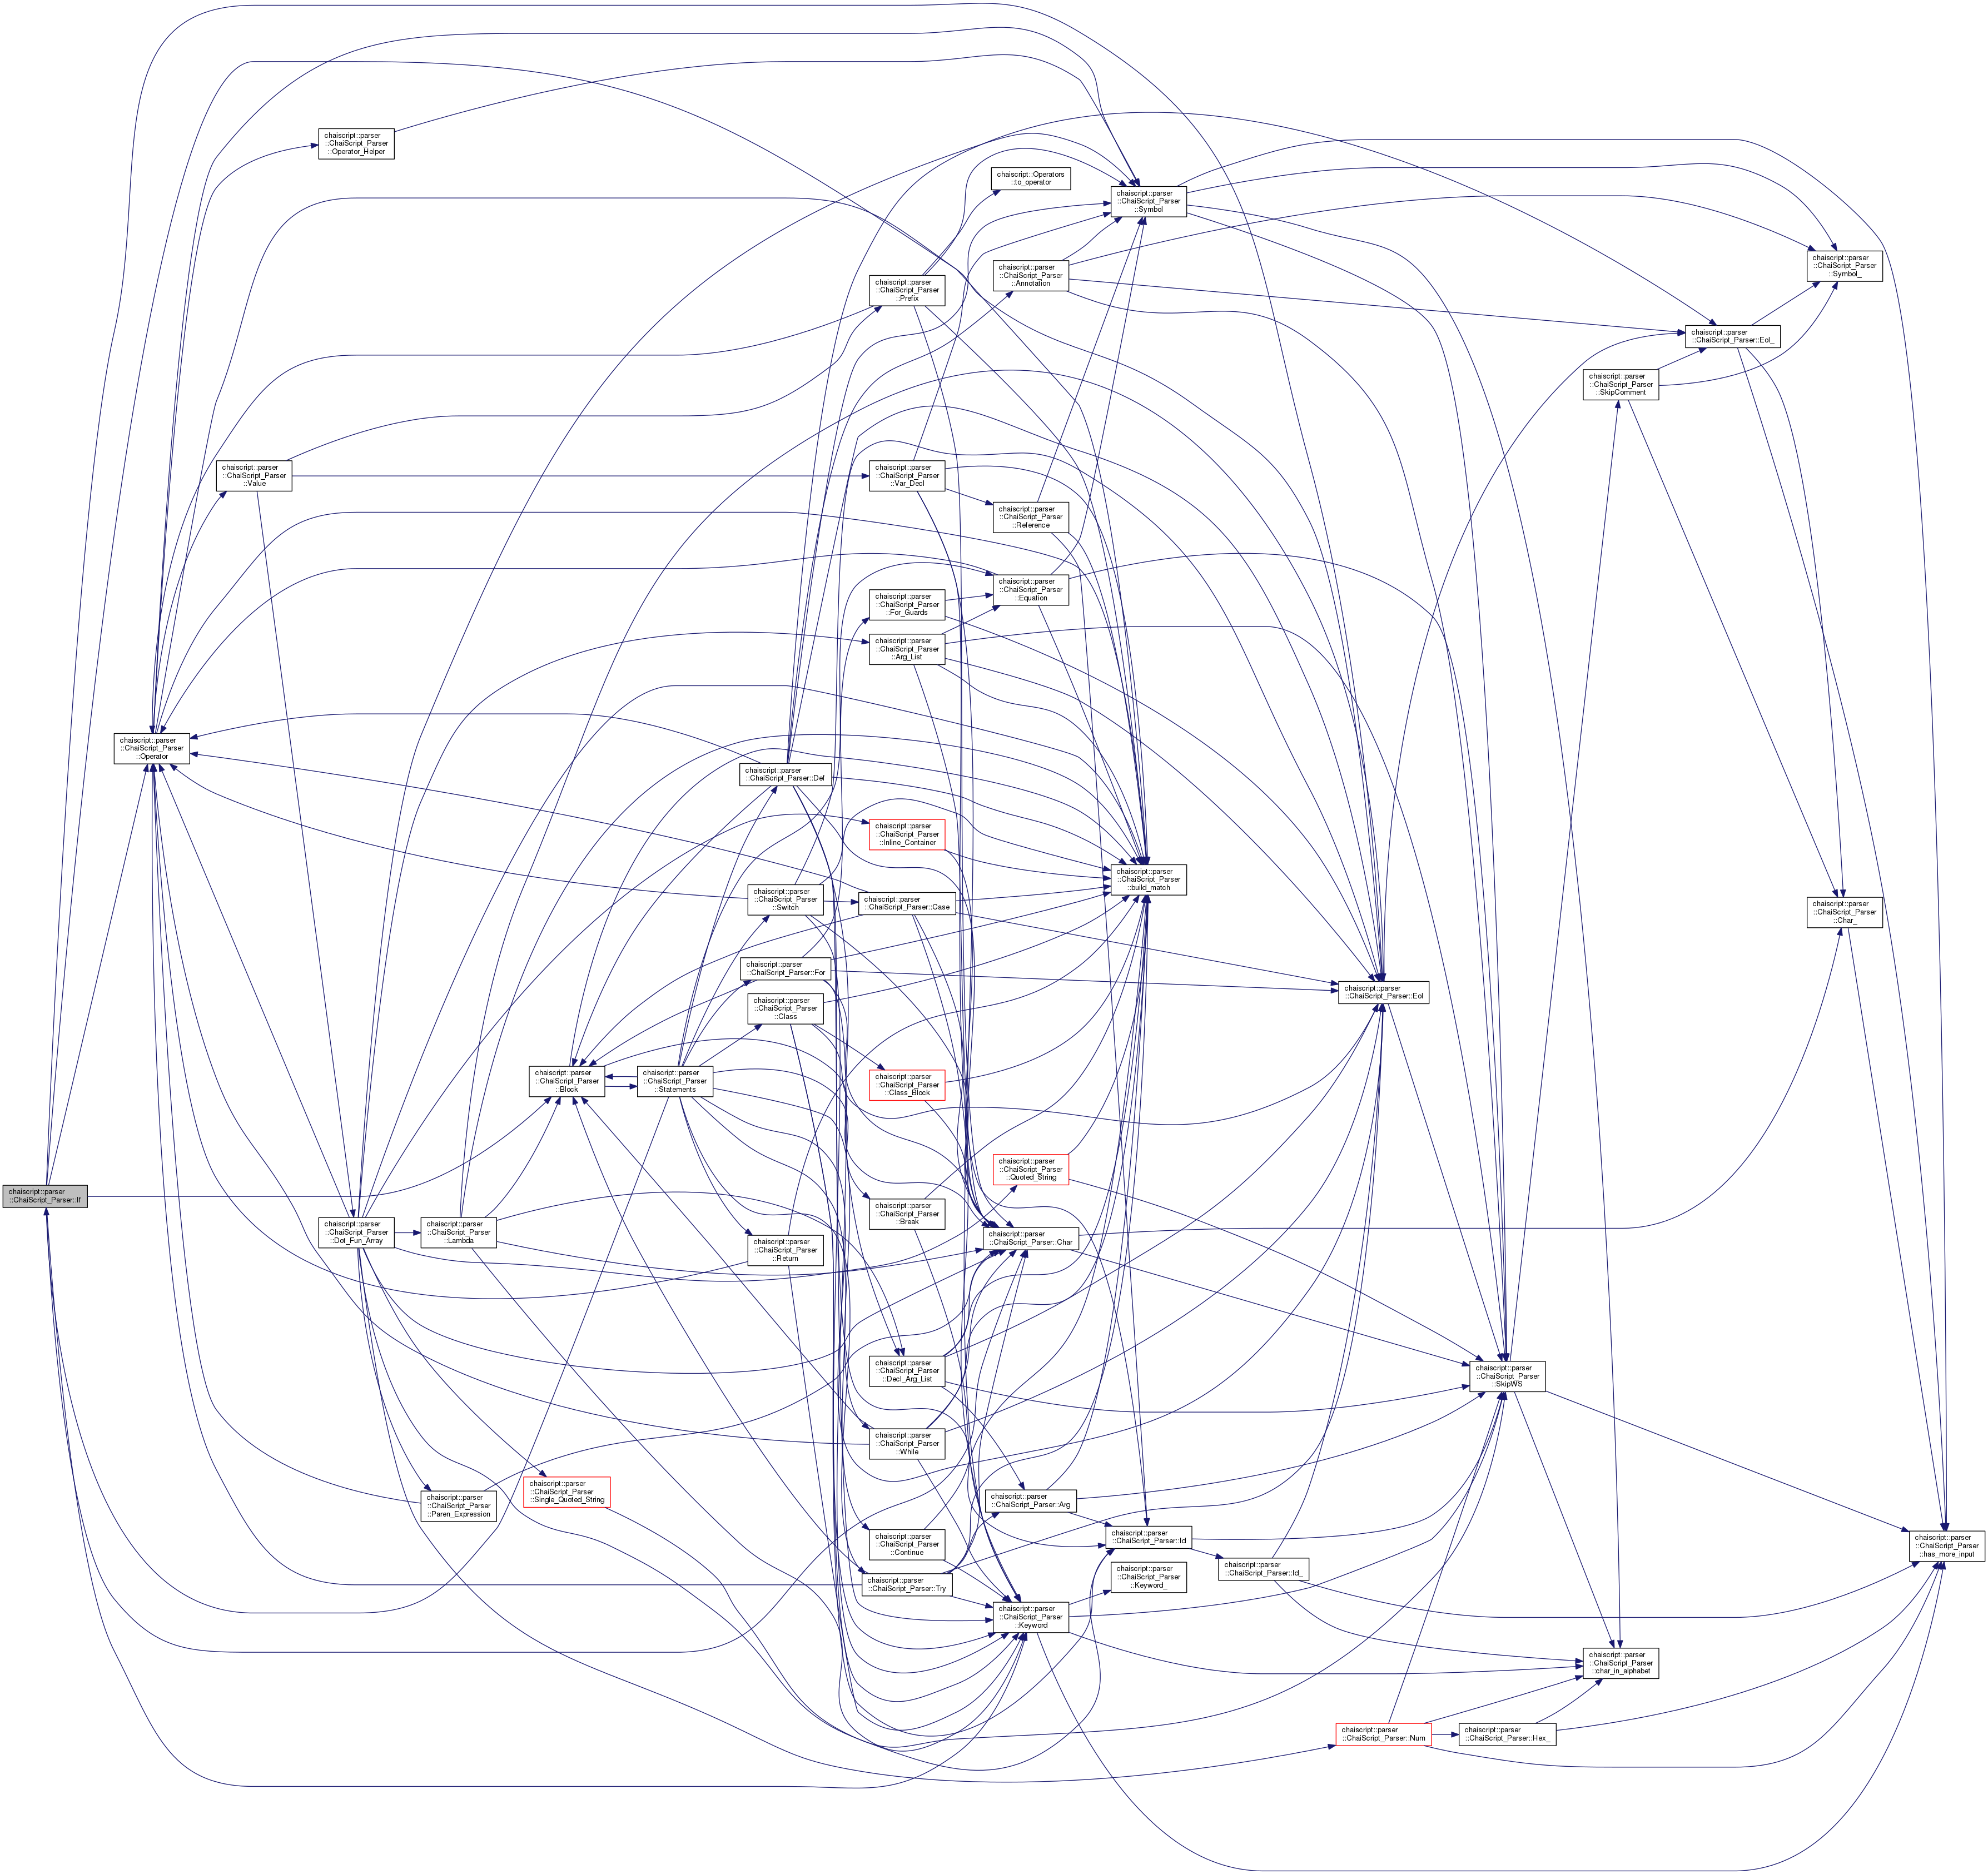 chaiscript::parser
::ChaiScript_Parser::If
chaiscript::parser
::ChaiScript_Parser
::Operator
chaiscript::parser
::ChaiScript_Parser
::Value
chaiscript::parser
::ChaiScript_Parser
::Operator_Helper
chaiscript::parser
::ChaiScript_Parser
::Dot_Fun_Array
chaiscript::parser
::ChaiScript_Parser
::Lambda
chaiscript::parser
::ChaiScript_Parser
::Paren_Expression
chaiscript::parser
::ChaiScript_Parser
::Block
chaiscript::parser
::ChaiScript_Parser
::Single_Quoted_String
chaiscript::parser
::ChaiScript_Parser
::Statements
chaiscript::parser
::ChaiScript_Parser::Def
chaiscript::parser
::ChaiScript_Parser
::Switch
chaiscript::parser
::ChaiScript_Parser::For
chaiscript::parser
::ChaiScript_Parser
::Class
chaiscript::parser
::ChaiScript_Parser
::Return
chaiscript::parser
::ChaiScript_Parser
::Prefix
chaiscript::parser
::ChaiScript_Parser
::Var_Decl
chaiscript::parser
::ChaiScript_Parser
::For_Guards
chaiscript::parser
::ChaiScript_Parser
::Arg_List
chaiscript::parser
::ChaiScript_Parser
::Inline_Container
chaiscript::parser
::ChaiScript_Parser::Case
chaiscript::parser
::ChaiScript_Parser
::Class_Block
chaiscript::parser
::ChaiScript_Parser
::Break
chaiscript::parser
::ChaiScript_Parser
::Decl_Arg_List
chaiscript::parser
::ChaiScript_Parser
::While
chaiscript::parser
::ChaiScript_Parser
::Continue
chaiscript::parser
::ChaiScript_Parser::Try
chaiscript::Operators
::to_operator
chaiscript::parser
::ChaiScript_Parser
::Annotation
chaiscript::parser
::ChaiScript_Parser
::Reference
chaiscript::parser
::ChaiScript_Parser
::Equation
chaiscript::parser
::ChaiScript_Parser
::Quoted_String
chaiscript::parser
::ChaiScript_Parser::Char
chaiscript::parser
::ChaiScript_Parser::Arg
chaiscript::parser
::ChaiScript_Parser
::Keyword
chaiscript::parser
::ChaiScript_Parser
::Symbol
chaiscript::parser
::ChaiScript_Parser
::build_match
chaiscript::parser
::ChaiScript_Parser::Id
chaiscript::parser
::ChaiScript_Parser
::Keyword_
chaiscript::parser
::ChaiScript_Parser::Id_
chaiscript::parser
::ChaiScript_Parser::Eol
chaiscript::parser
::ChaiScript_Parser::Num
chaiscript::parser
::ChaiScript_Parser
::SkipWS
chaiscript::parser
::ChaiScript_Parser::Hex_
chaiscript::parser
::ChaiScript_Parser
::SkipComment
chaiscript::parser
::ChaiScript_Parser
::char_in_alphabet
chaiscript::parser
::ChaiScript_Parser::Eol_
chaiscript::parser
::ChaiScript_Parser
::Symbol_
chaiscript::parser
::ChaiScript_Parser
::Char_
chaiscript::parser
::ChaiScript_Parser
::has_more_input